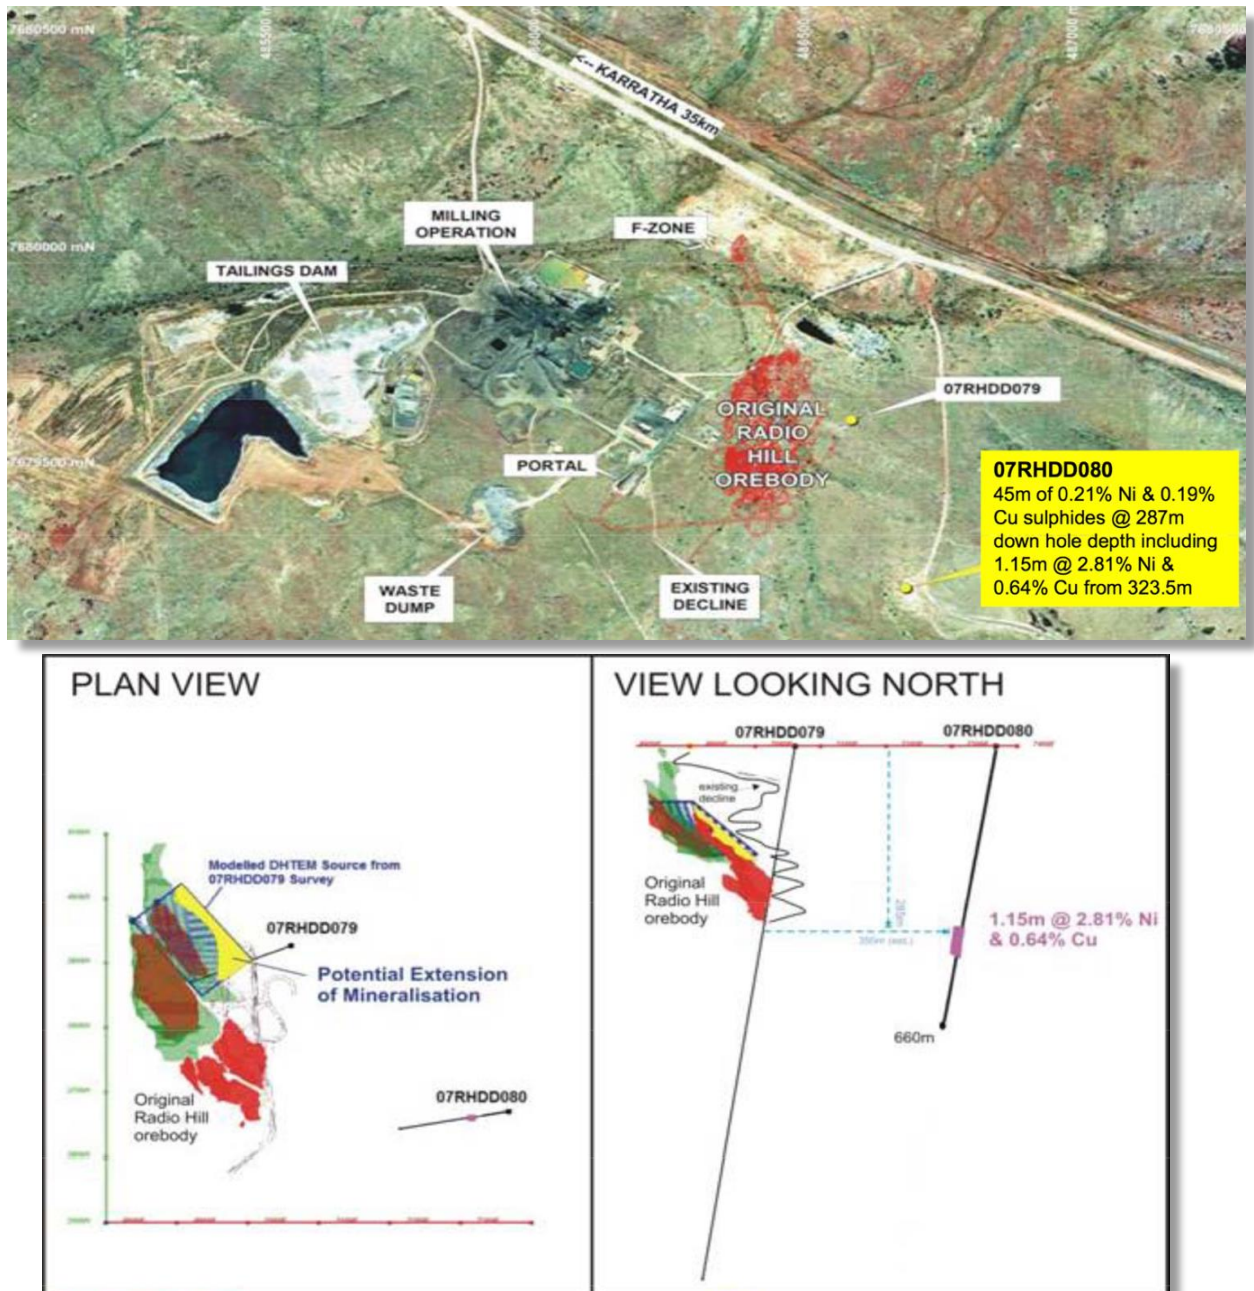 7680500 mN
<-- KARRATHA 35km
MILLING
OPERATION
F-ZONE
7680000 mN
TAILINGS DAM
07RHDD079
ORIGINAL
RADIO
HILL
OREBODY
7679500 mN
PORTAL
07RHDD080
45m of 0.21% Ni & 0.19%
Cu sulphides @ 287m
down hole depth including
1.15m @ 2.81% Ni &
0.64% Cu from 323.5m
WASTE
DUMP
EXISTING
DECLINE
PLAN VIEW
Modelled DHTEM Source from
07RHDD079 Survey
07RHDD079
Potential Extension
of Mineralisation
Original
Radio Hill
orebody
07RHDD080
VIEW LOOKING NORTH
07RHDD079
07RHDD080
existing
decline
Original
Radio Hill
orebody
285m
1.15m @ 2.81% Ni
& 0.64% Cu
660m